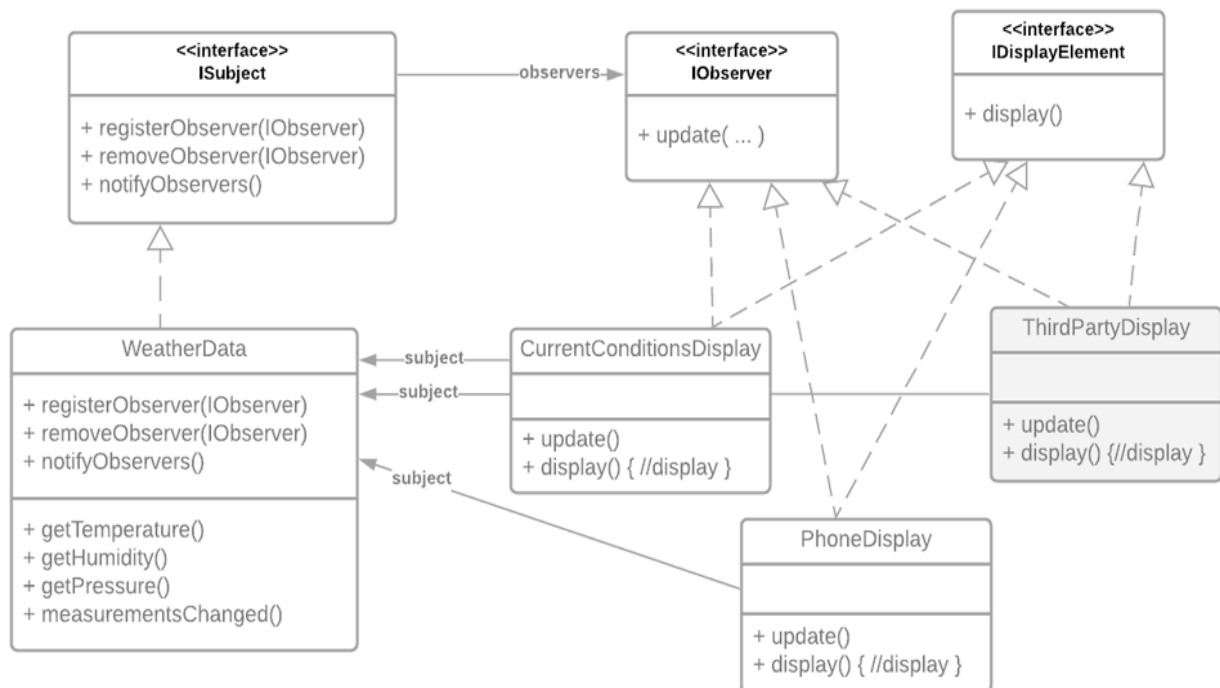 <<interface>>
ISubject
+ registerObserver(IObserver)
+ removeObserver(IObserver)
+ notifyObservers()
observers
<<interface>>
IObserver
+ update( ... )
<<interface>>
IDisplayElement
+ display()
WeatherData
+ registerObserver(IObserver)
+ removeObserver(IObserver)
+ notifyObservers()
+ getTemperature()
+ getHumidity()
+ getPressure()
+ measurementsChanged()
subject
subject
subject
CurrentConditionsDisplay
+ update()
+ display() { //display }
ThirdPartyDisplay
+ update()
+ display() {//display }
PhoneDisplay
+ update()
+ display() { //display }